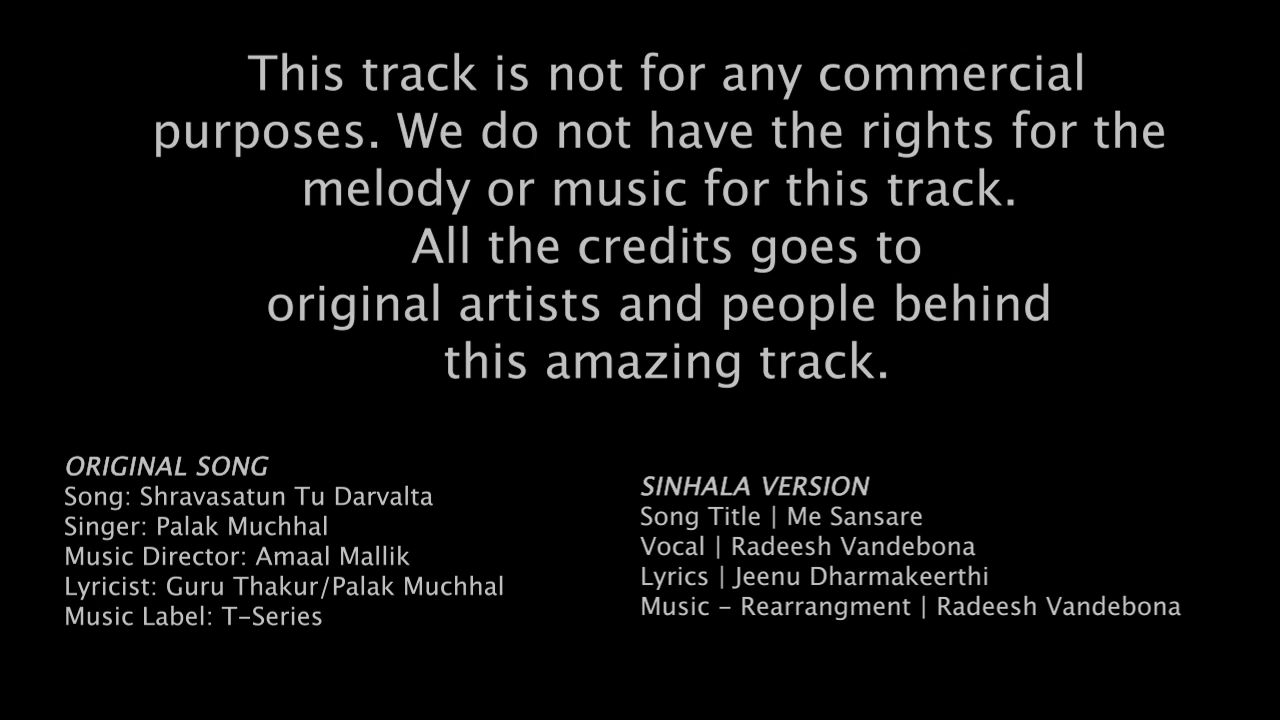 This track is not for any commercial
purposes. We do not have the rights for the
melody or music for this track.
All the credits goes to
original artists and people behind
this amazing track.
ORIGINAL SONG
Song: Shravasatun Tu Darvalta
Singer: Palak Muchhal
Music Director: Amaal Mallik
Lyricist: Guru Thakur/Palak Muchhal
Music Label: T-Series
SINHALA VERSION
Song Title | Me Sansare
Vocal | Radeesh Vandebona
Lyrics | Jeenu Dharmakeerthi
Music - Rearrangment | Radeesh Vandebona